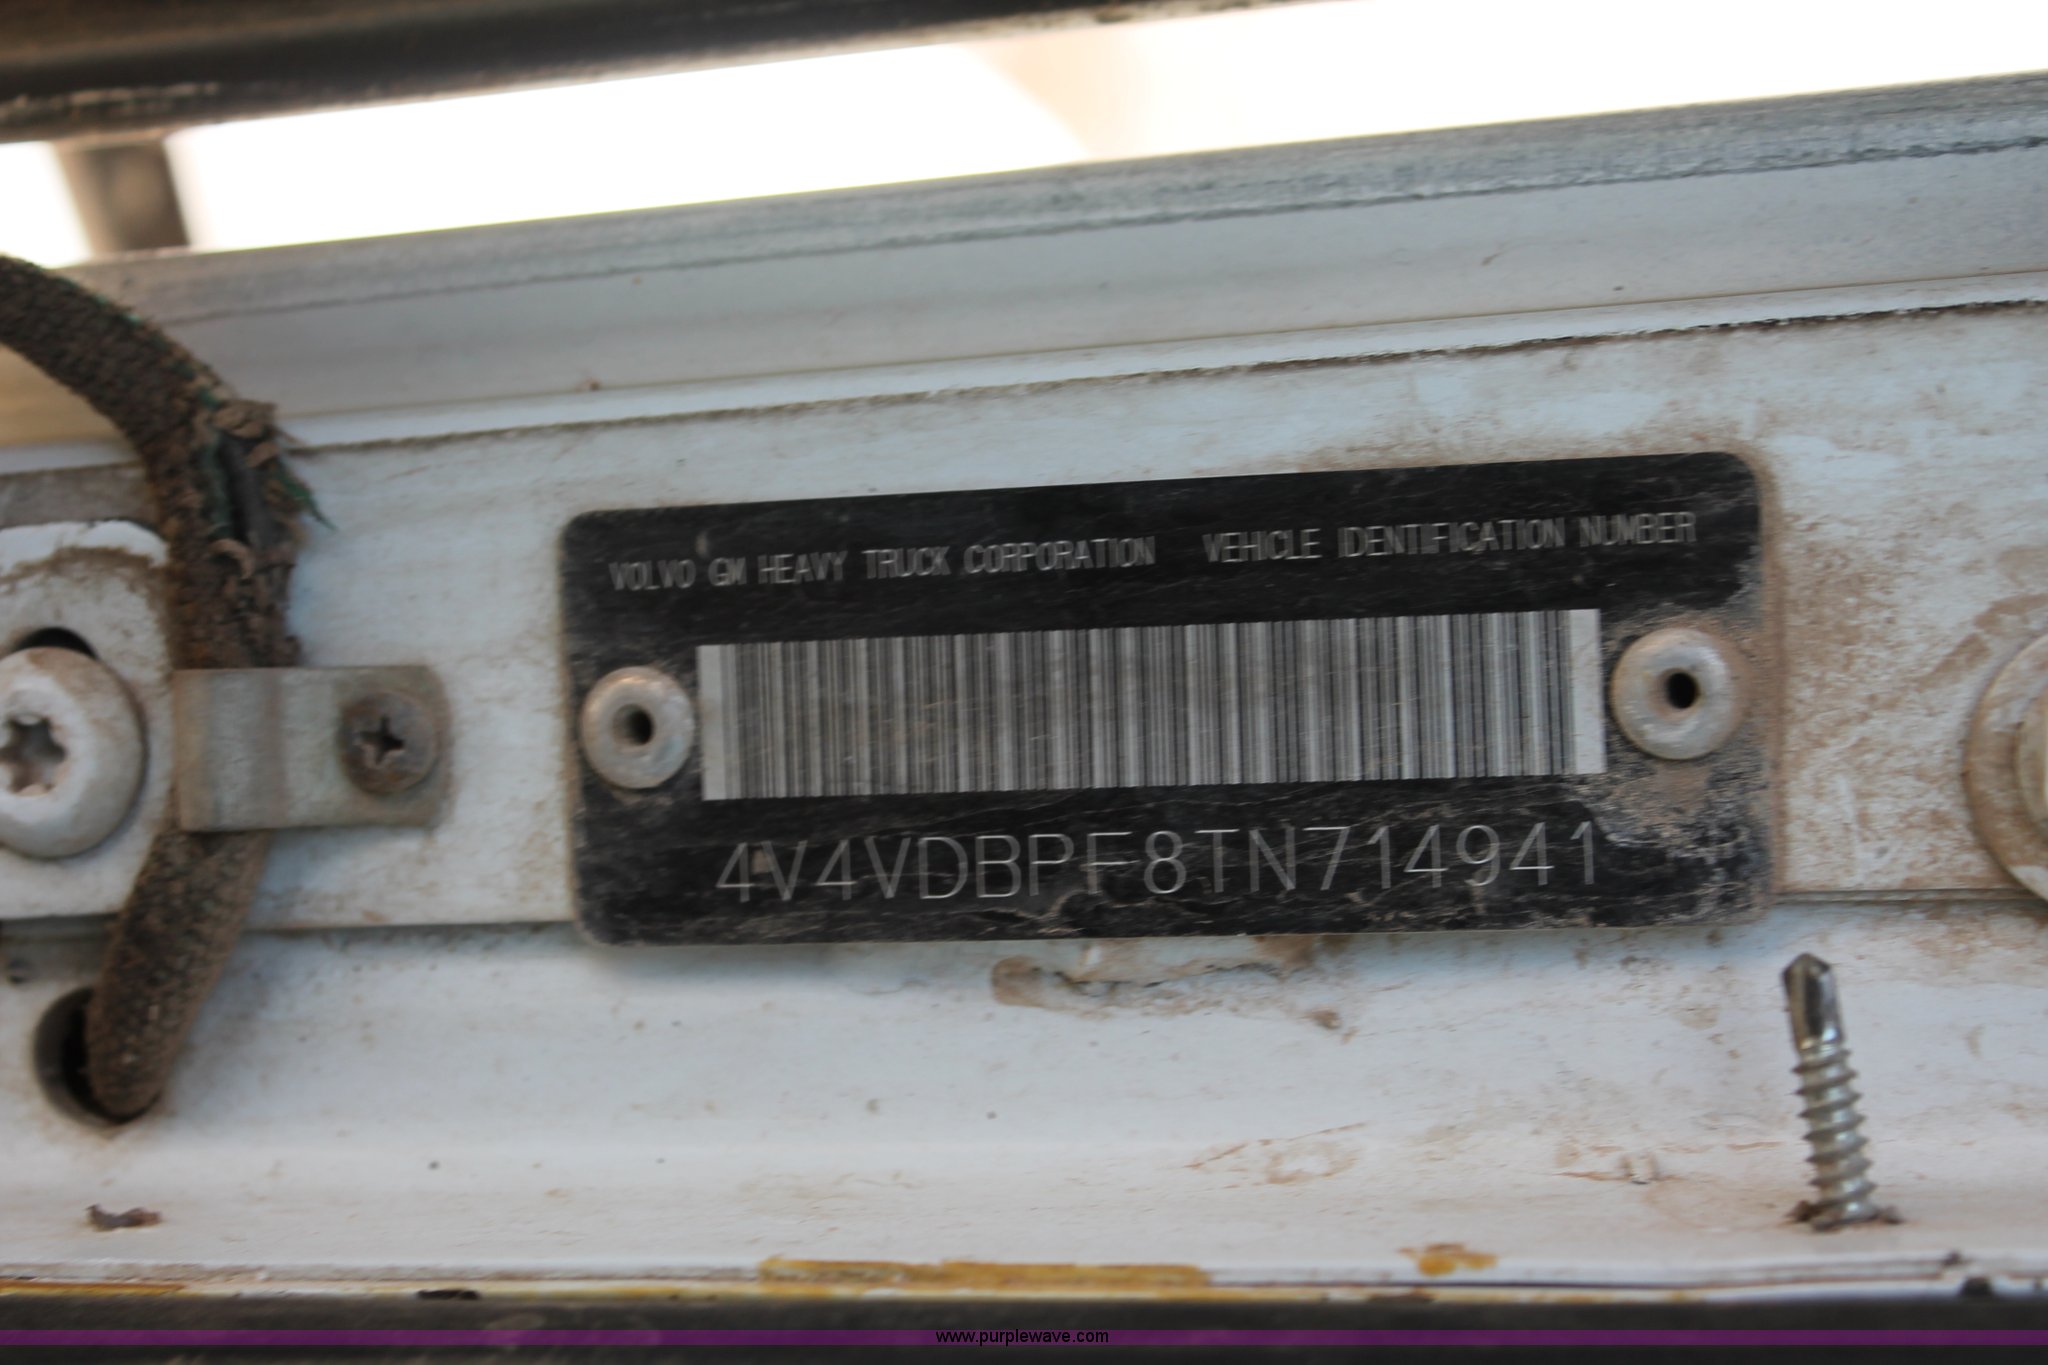 VOLVO GM HEAVY TRUCK CORPORATION VEHICLE IDENTIFICATION NUMBER
4V4VDBPF8TN714941
www.purplewave.com